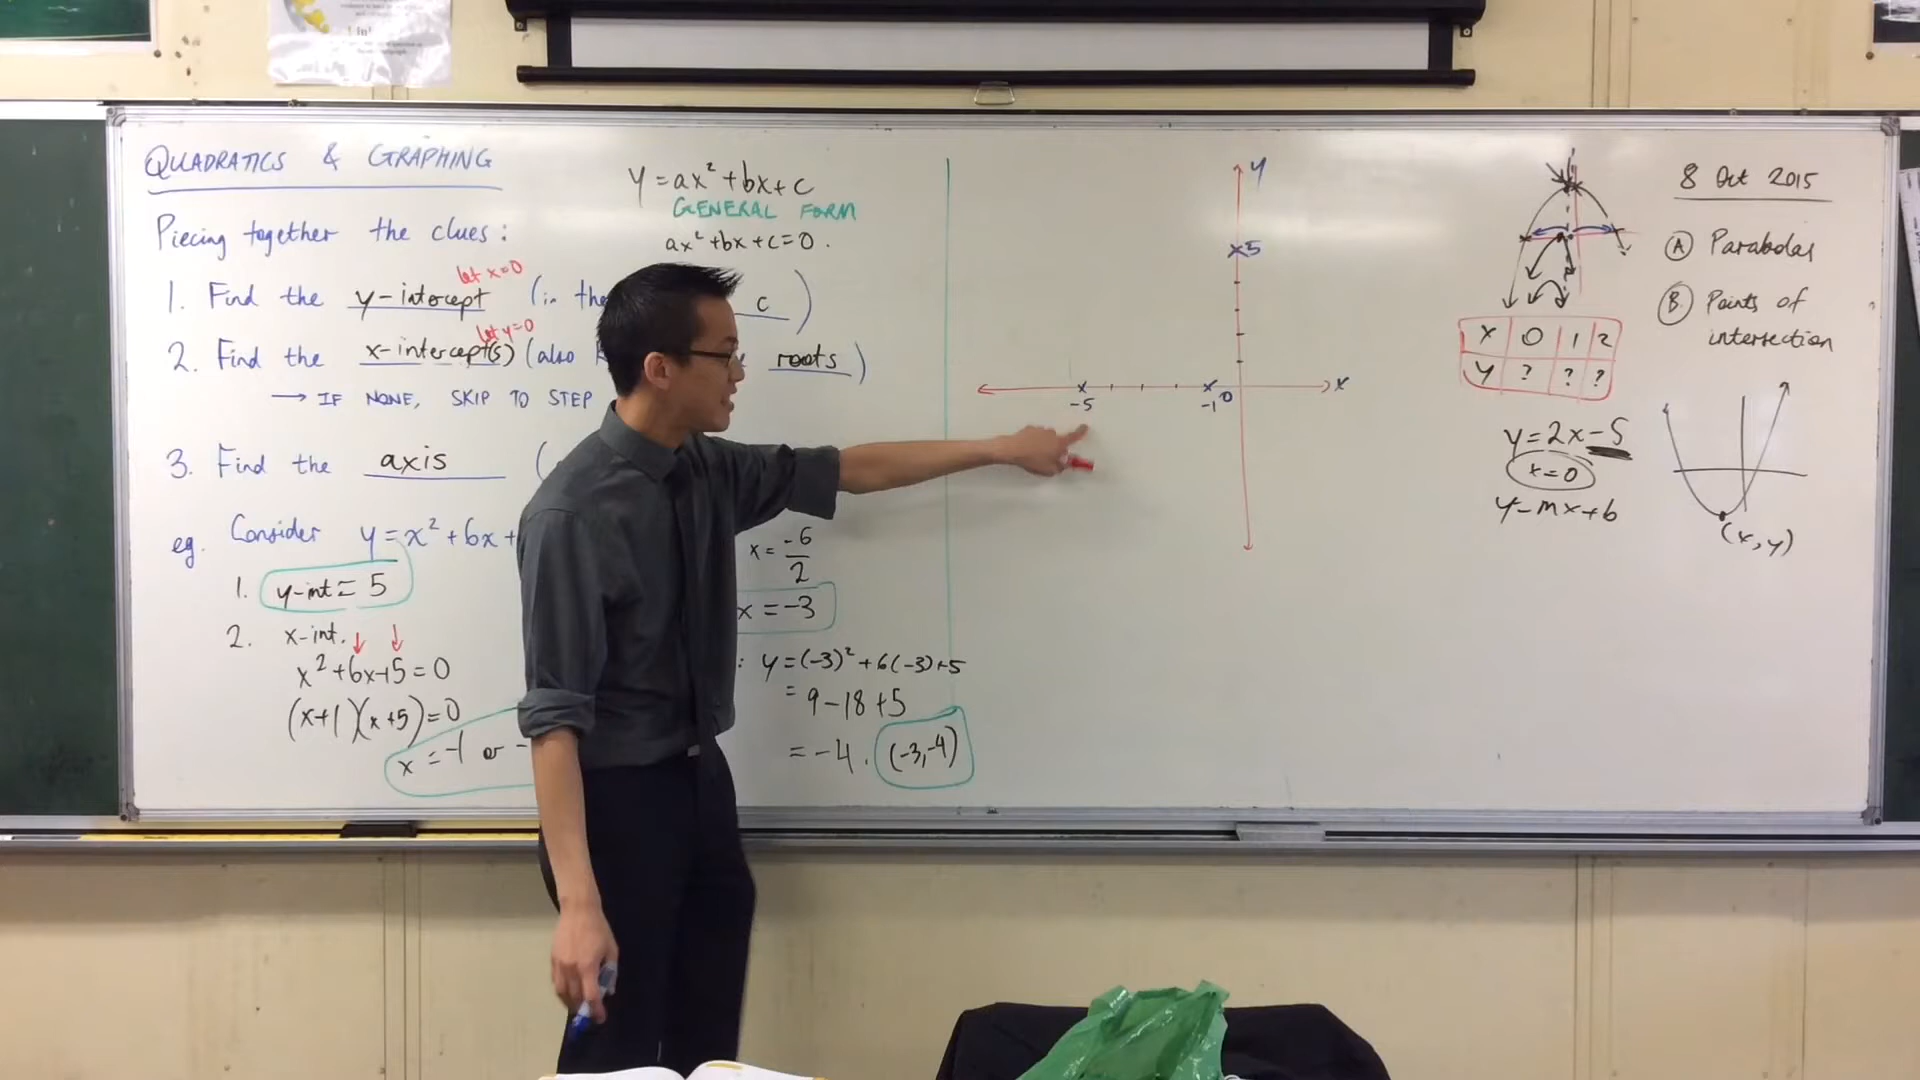 QUADRATICS & GRAPHING
Piecing together the clues:
let x=0
1. Find the y-intercept (in the c)
let y=0
2. Find the x-intercept(s) (also roots)
→ IF NONE, SKIP TO STEP
3. Find the axis (
eg. Consider y=x²+6x+
1. y-int = 5
2. x-int.
x²+6x+5=0
(x+1)(x+5)=0
x=-1 or -
y=ax²+bx+c
GENERAL FORM
ax²+bx+c=0.
x = -6/2
x=-3
: y=(-3)²+6(-3)+5
= 9-18+5
= -4. (-3,-4)
y
5
-5 -1 0 x
x 0 1 2
y ? ? ?
y=2x-5
x=0
y=mx+b
8 Oct 2015
A Parabolas
B Points of
intersection
(x,y)